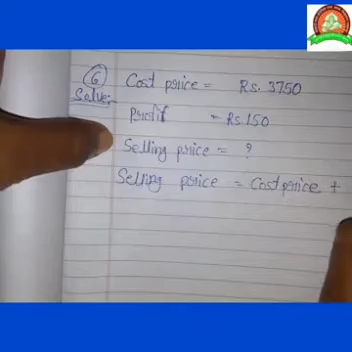 6 Cost price = Rs. 3750
Solve
Profit = Rs. 150
Selling price = ?
Selling price = Cost price +